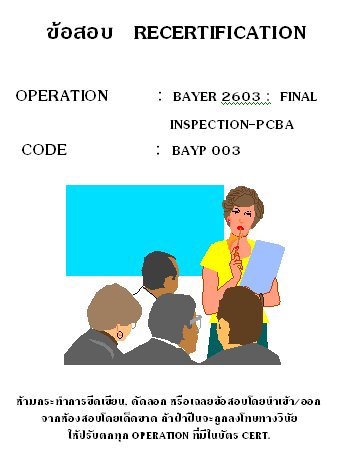 ข้อสอบ RECERTIFICATION
OPERATION : BAYER 2603 : FINAL
INSPECTION-PCBA
CODE : BAYP 003
ห้ามกระทำการขีดเขียน, คัดลอก หรือเฉลยข้อสอบโดยนำเข้า/ออก
จากห้องสอบโดยเด็ดขาด ถ้าฝ่าฝืนจะถูกลงโทษทางวินัย
ให้ปรับตกทุก OPERATION ที่มีในบัตร CERT.